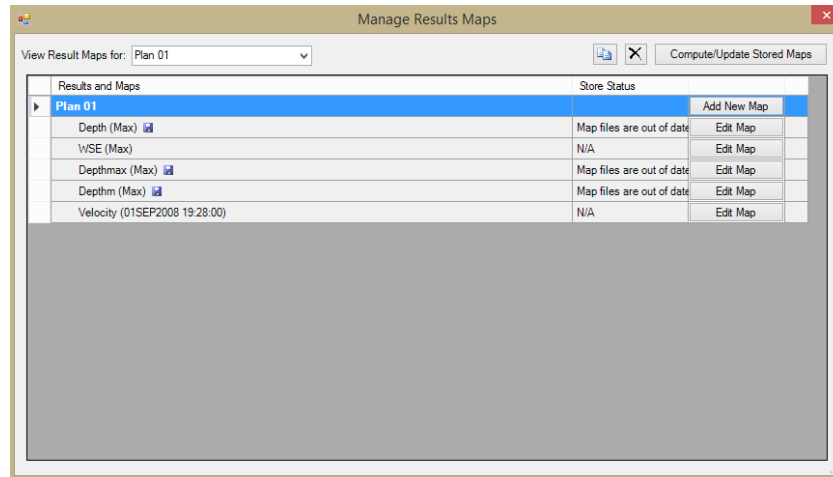 Manage Results Maps
View Result Maps for: Plan 01 Compute/Update Stored Maps
Results and Maps Store Status
Plan 01 Add New Map
Depth (Max) Map files are out of date Edit Map
WSE (Max) N/A Edit Map
Depthmax (Max) Map files are out of date Edit Map
Depthm (Max) Map files are out of date Edit Map
Velocity (01SEP2008 19:28:00) N/A Edit Map